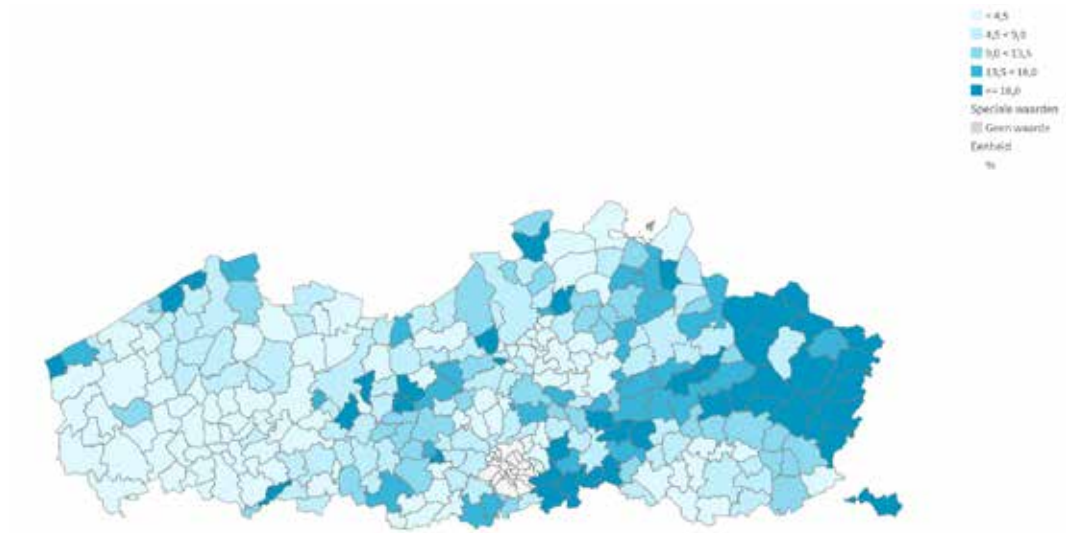 < 4,5
4,5 < 9,0
9,0 < 13,5
13,5 < 18,0
>= 18,0
Speciale waarden
Geen waarde
Eenheid
%